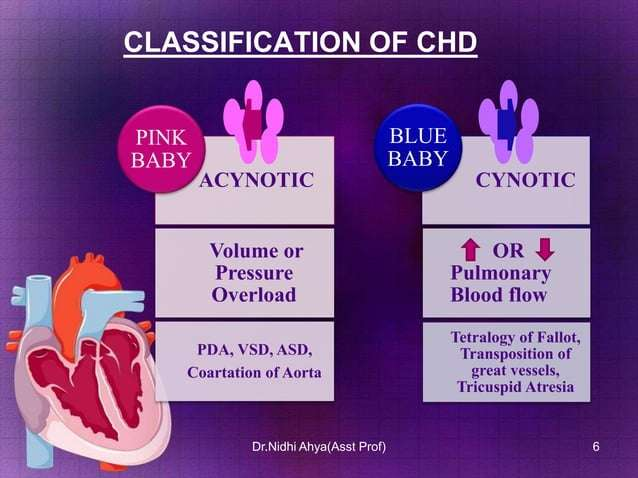 CLASSIFICATION OF CHD
PINK
BABY
ACYNOTIC
Volume or
Pressure
Overload
PDA, VSD, ASD,
Coartation of Aorta
BLUE
BABY
CYNOTIC
OR
Pulmonary
Blood flow
Tetralogy of Fallot,
Transposition of
great vessels,
Tricuspid Atresia
Dr.Nidhi Ahya(Asst Prof)
6